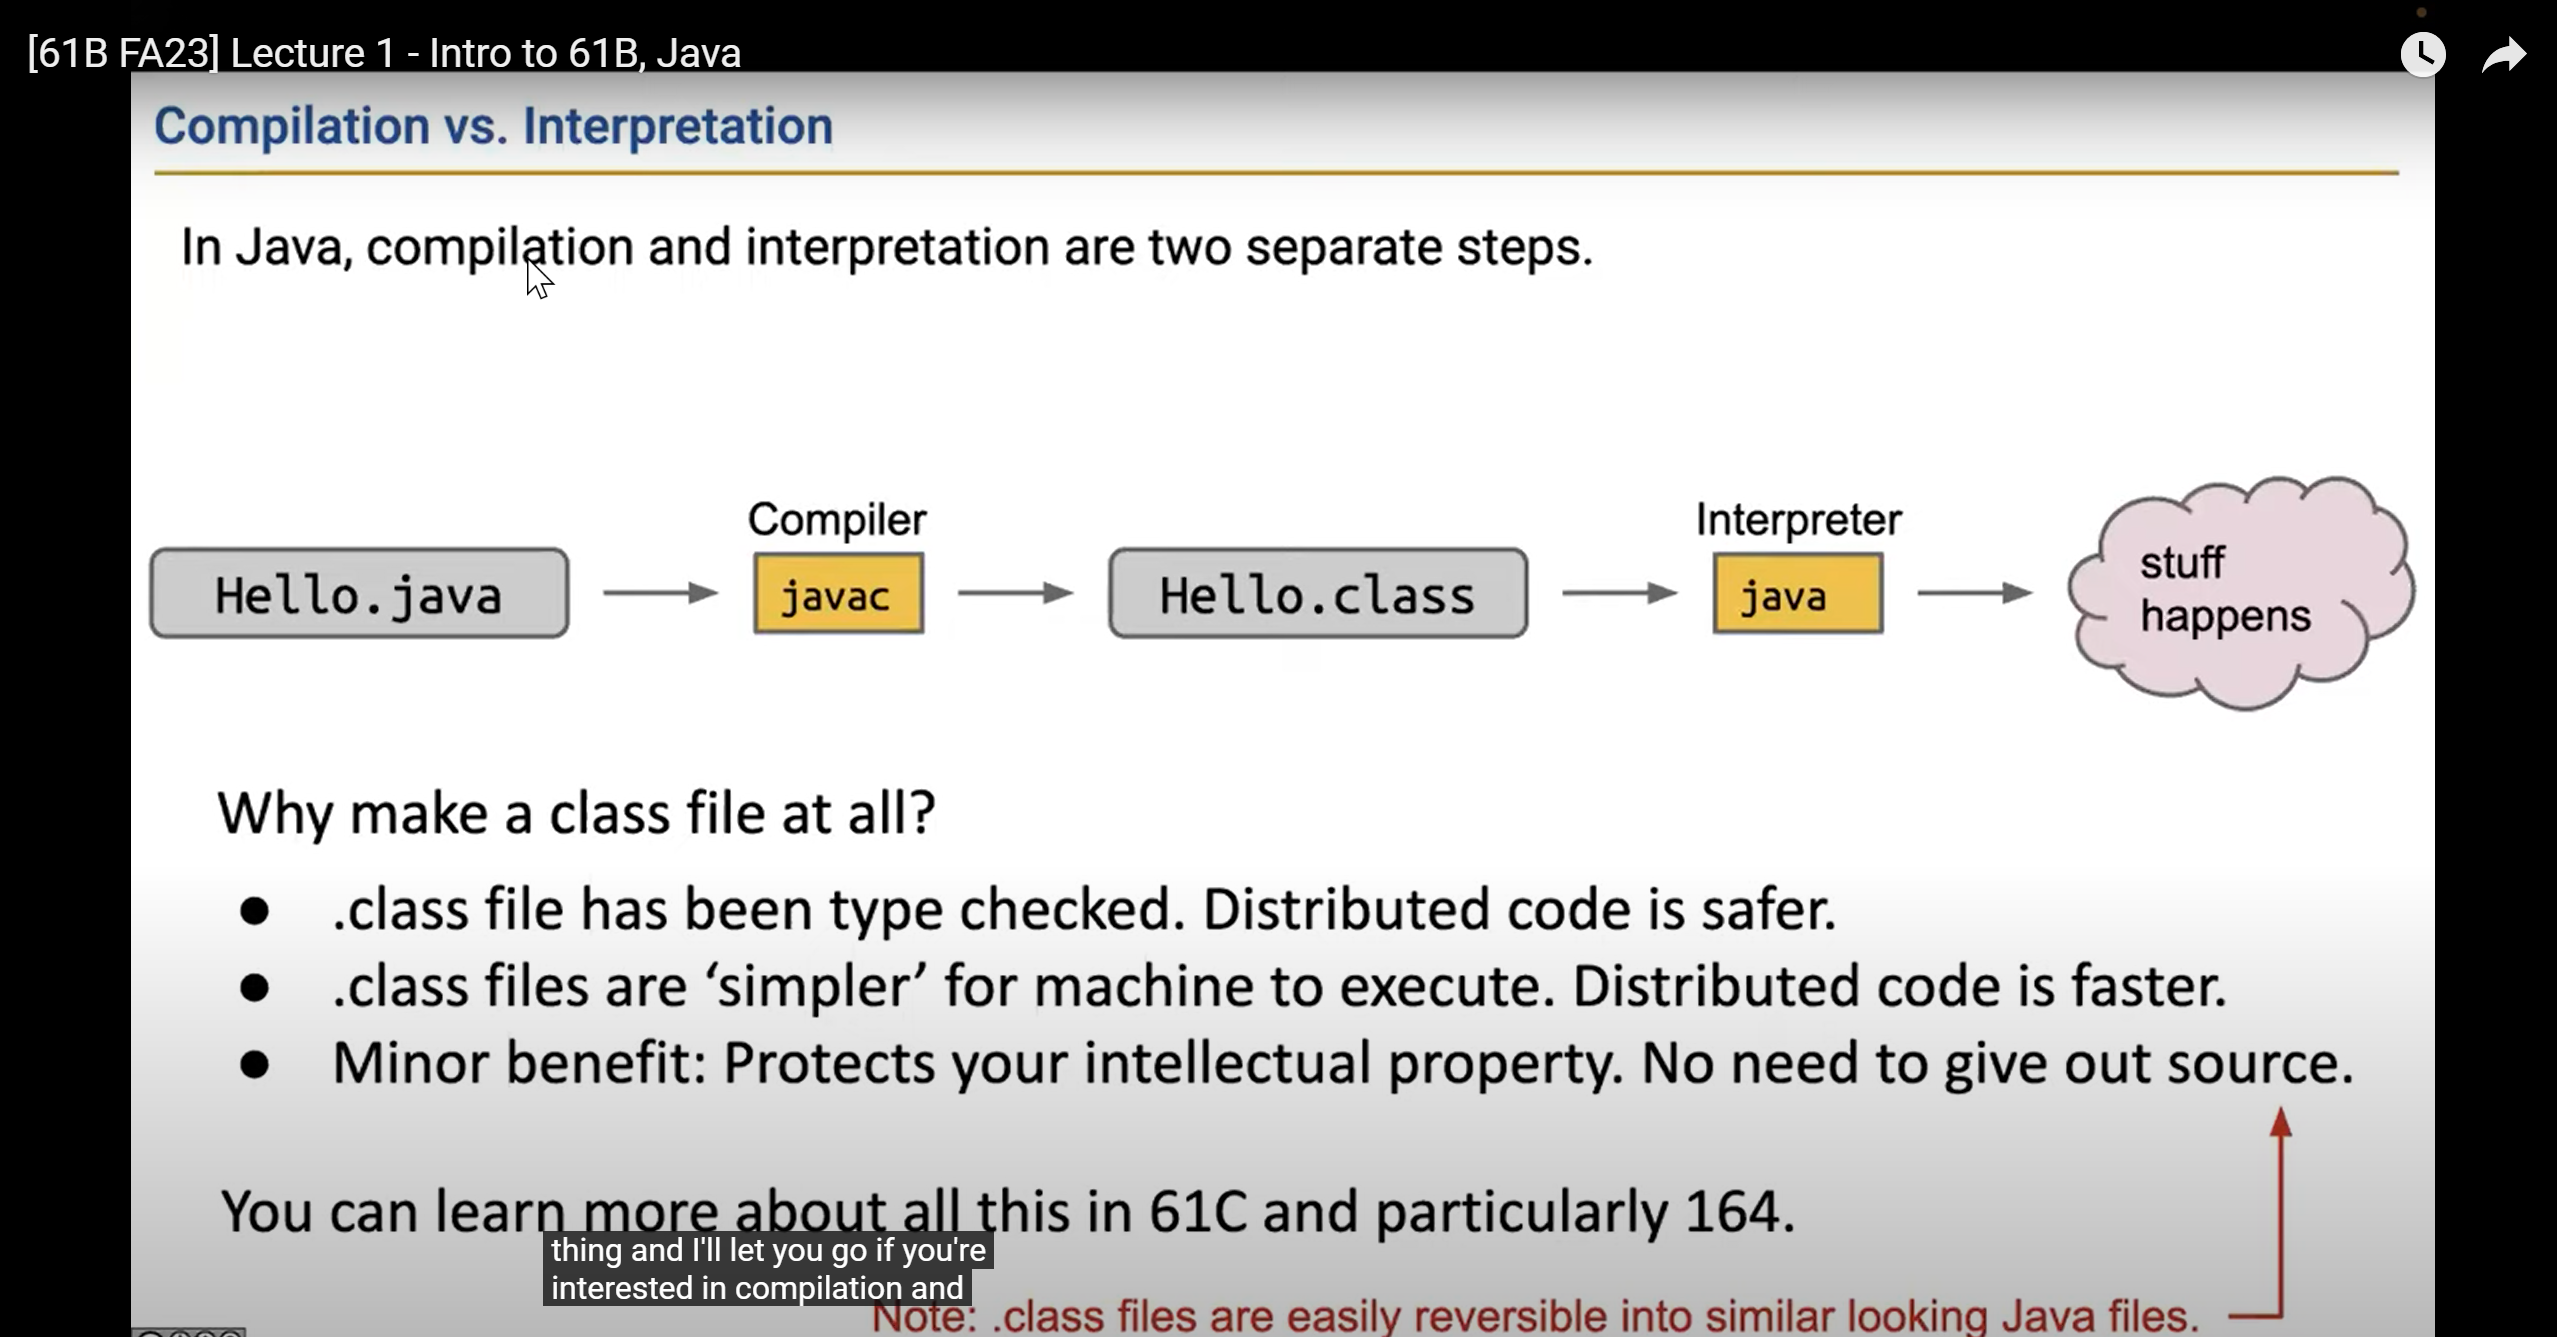 [61B FA23] Lecture 1 - Intro to 61B, Java
Compilation vs. Interpretation
In Java, compilation and interpretation are two separate steps.
Compiler
Interpreter
Hello.java
javac
Hello.class
java
stuff
happens
Why make a class file at all?
● .class file has been type checked. Distributed code is safer.
● .class files are ‘simpler’ for machine to execute. Distributed code is faster.
● Minor benefit: Protects your intellectual property. No need to give out source.
You can learn more about all this in 61C and particularly 164.
thing and I'll let you go if you're
interested in compilation and
Note: .class files are easily reversible into similar looking Java files.